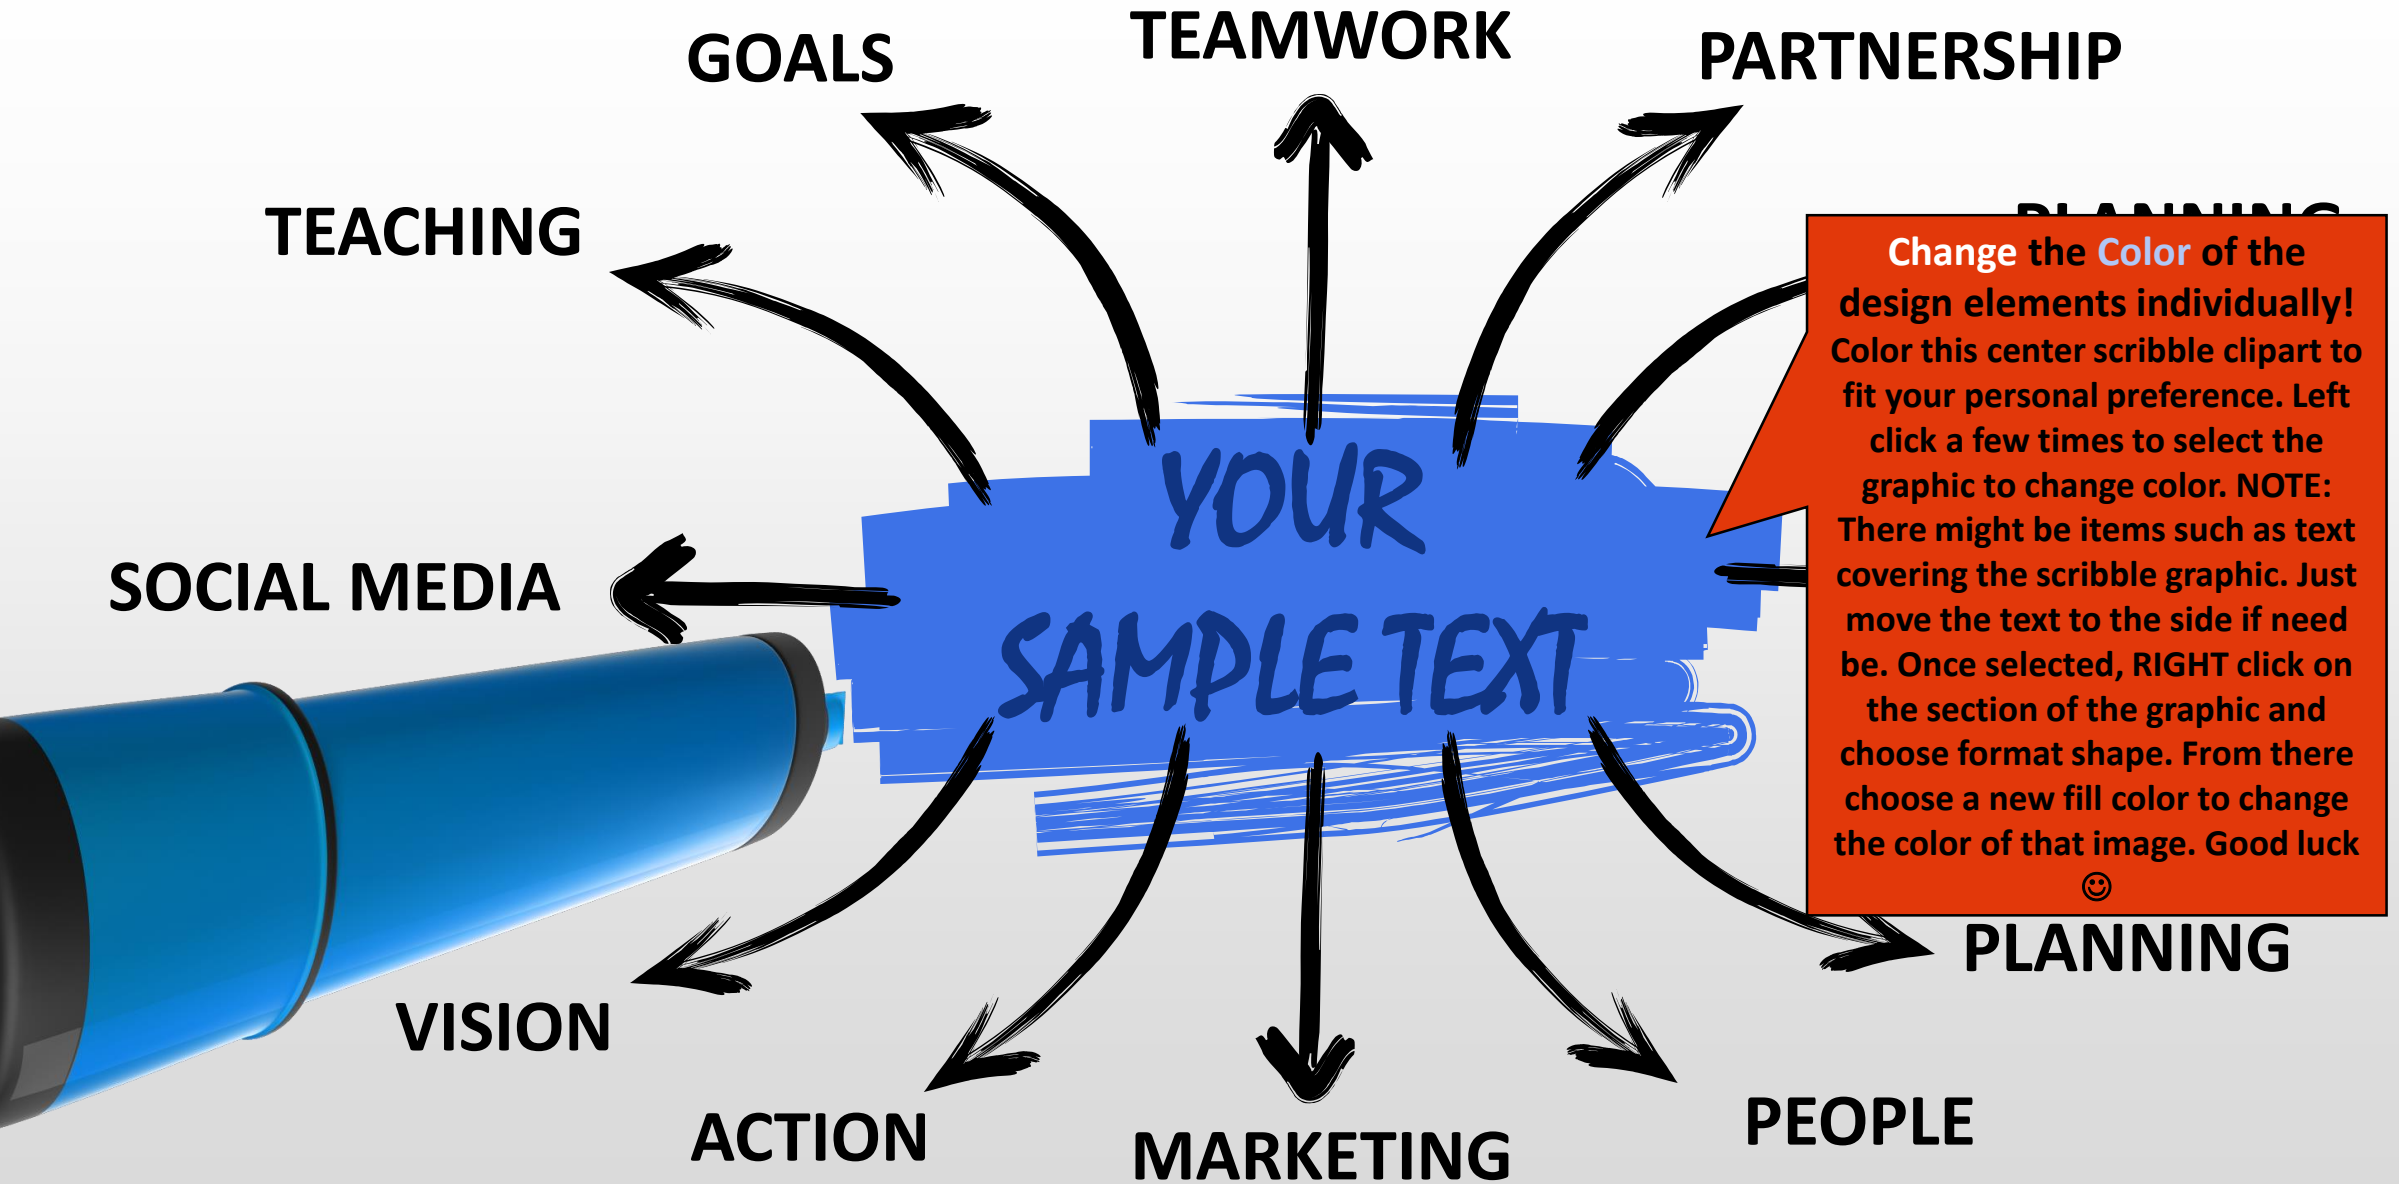 GOALS
TEAMWORK
PARTNERSHIP
TEACHING
PLANNING
Change the Color of the
design elements individually!
Color this center scribble clipart to
fit your personal preference. Left
click a few times to select the
graphic to change color. NOTE:
There might be items such as text
covering the scribble graphic. Just
move the text to the side if need
be. Once selected, RIGHT click on
the section of the graphic and
choose format shape. From there
choose a new fill color to change
the color of that image. Good luck
☺
YOUR
SAMPLE TEXT
SOCIAL MEDIA
PLANNING
VISION
ACTION
MARKETING
PEOPLE